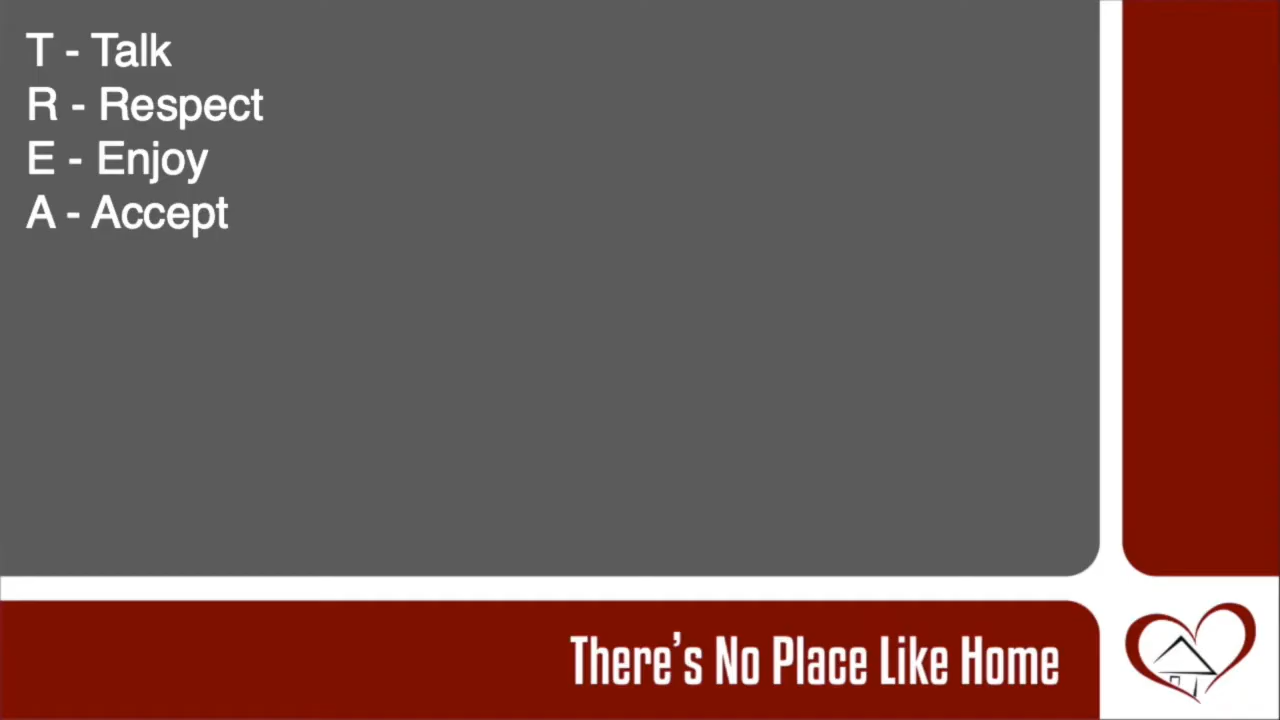 T - Talk
R - Respect
E - Enjoy
A - Accept
There's No Place Like Home